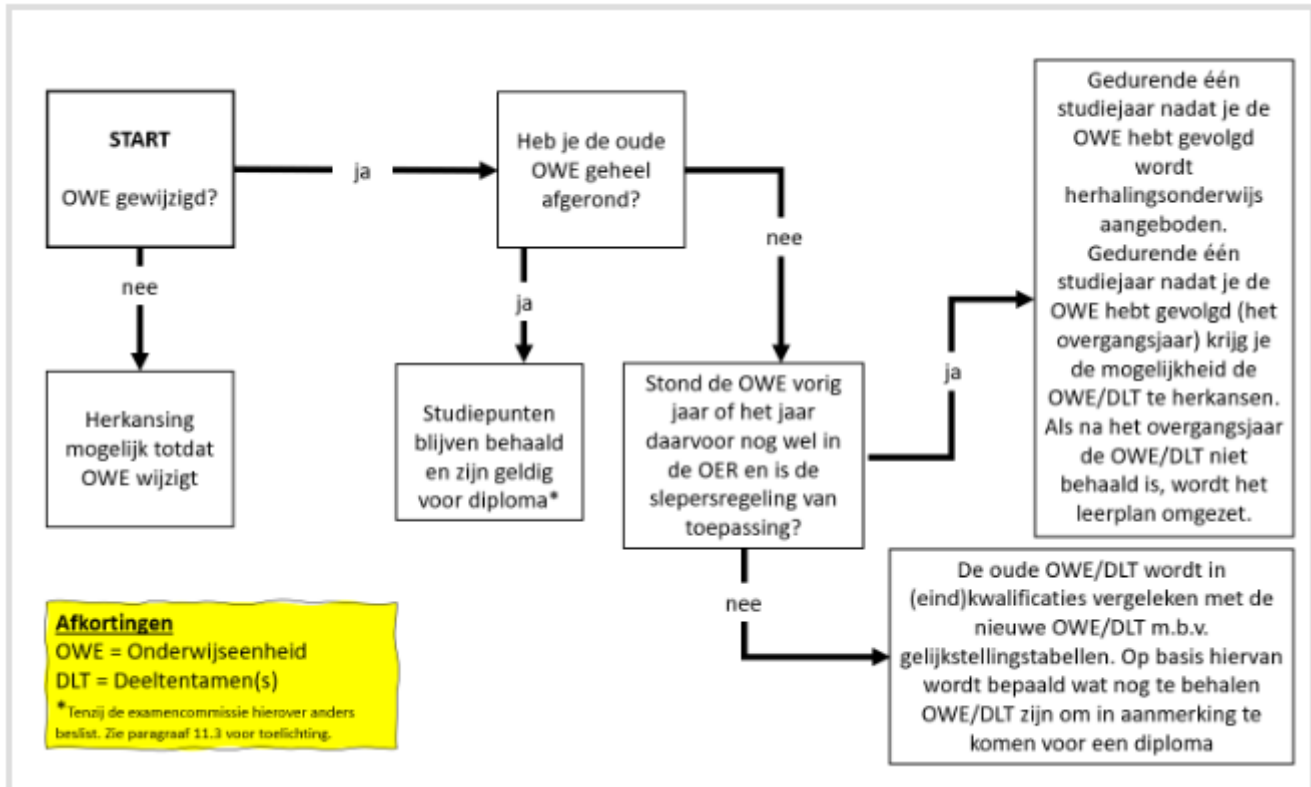 START
OWE gewijzigd?
ja
Heb je de oude
OWE geheel
afgerond?
nee
Herkansing
mogelijk totdat
OWE wijzigt
ja
Studiepunten
blijven behaald
en zijn geldig
voor diploma*
nee
Stond de OWE vorig
jaar of het jaar
daarvoor nog wel in
de OER en is de
slepersregeling van
toepassing?
ja
Gedurende één
studiejaar nadat je de
OWE hebt gevolgd
wordt
herhalingsonderwijs
aangeboden.
Gedurende één
studiejaar nadat je de
OWE hebt gevolgd (het
overgangsjaar) krijg je
de mogelijkheid de
OWE/DLT te herkansen.
Als na het overgangsjaar
de OWE/DLT niet
behaald is, wordt het
leerplan omgezet.
nee
De oude OWE/DLT wordt in
(eind)kwalificaties vergeleken met de
nieuwe OWE/DLT m.b.v.
gelijkstellingstabellen. Op basis hiervan
wordt bepaald wat nog te behalen
OWE/DLT zijn om in aanmerking te
komen voor een diploma
Afkortingen
OWE = Onderwijseenheid
DLT = Deeltentamen(s)
*Tenzij de examencommissie hierover anders
beslist. Zie paragraaf 11.3 voor toelichting.